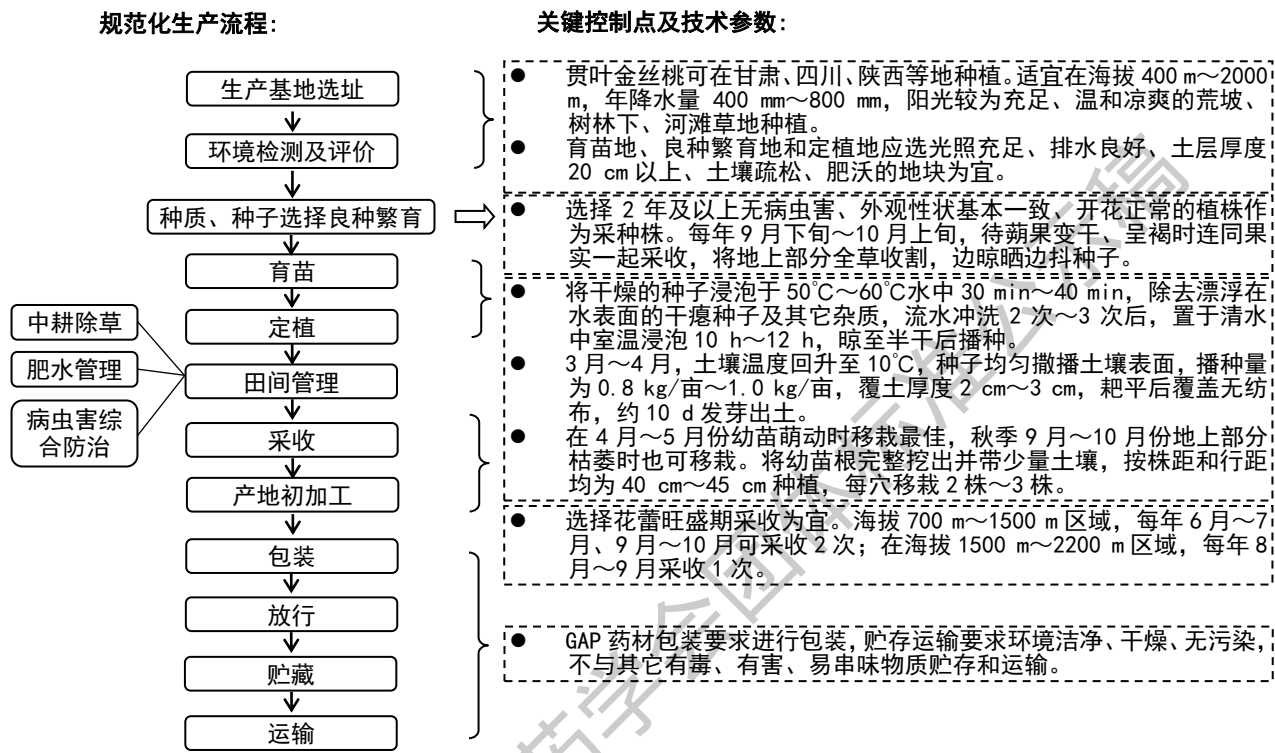 规范化生产流程:
关键控制点及技术参数:
生产基地选址
环境检测及评价
种质、种子选择良种繁育
育苗
定植
田间管理
中耕除草
肥水管理
病虫害综
合防治
采收
产地初加工
包装
放行
贮藏
运输
● 贯叶金丝桃可在甘肃、四川、陕西等地种植。适宜在海拔 400 m～2000
m，年降水量 400 mm～800 mm，阳光较为充足、温和凉爽的荒坡、
树林下、河滩草地种植。
● 育苗地、良种繁育地和定植地应选光照充足、排水良好、土层厚度
20 cm 以上、土壤疏松、肥沃的地块为宜。
● 选择 2 年及以上无病虫害、外观性状基本一致、开花正常的植株作
为采种株。每年 9 月下旬～10 月上旬，待蒴果变干、呈褐时连同果
实一起采收，将地上部分全草收割，边晾晒边抖种子。
● 将干燥的种子浸泡于 50℃～60℃水中 30 min～40 min，除去漂浮在
水表面的干瘪种子及其它杂质，流水冲洗 2 次～3 次后，置于清水
中室温浸泡 10 h～12 h，晾至半干后播种。
● 3 月～4 月，土壤温度回升至 10℃，种子均匀撒播土壤表面，播种量
为 0.8 kg/亩～1.0 kg/亩，覆土厚度 2 cm～3 cm，耙平后覆盖无纺
布，约 10 d 发芽出土。
● 在 4 月～5 月份幼苗萌动时移栽最佳，秋季 9 月～10 月份地上部分
枯萎时也可移栽。将幼苗根完整挖出并带少量土壤，按株距和行距
均为 40 cm～45 cm 种植，每穴移栽 2 株～3 株。
● 选择花蕾旺盛期采收为宜。海拔 700 m～1500 m 区域，每年 6 月～7
月、9 月～10 月可采收 2 次；在海拔 1500 m～2200 m 区域，每年 8
月～9 月采收 1 次。
● GAP 药材包装要求进行包装，贮存运输要求环境洁净、干燥、无污染，
不与其它有毒、有害、易串味物质贮存和运输。
药学会团体标准公示稿